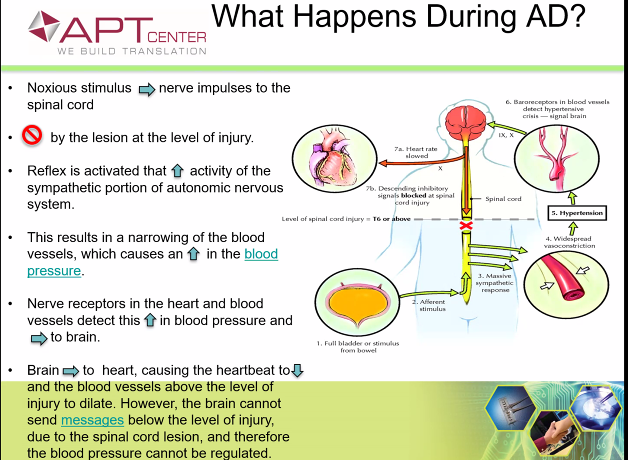 What Happens During AD?
APT CENTER
WE BUILD TRANSLATION
• Noxious stimulus nerve impulses to the
spinal cord
• by the lesion at the level of injury.
• Reflex is activated that activity of the
sympathetic portion of autonomic nervous
system.
• This results in a narrowing of the blood
vessels, which causes an in the blood
pressure.
• Nerve receptors in the heart and blood
vessels detect this in blood pressure and
to brain.
• Brain to heart, causing the heartbeat to
and the blood vessels above the level of
injury to dilate. However, the brain cannot
send messages below the level of injury,
due to the spinal cord lesion, and therefore
the blood pressure cannot be regulated.
6. Baroreceptors in blood vessels
detect hypertensive
crisis — signal brain
IX, X
7a. Heart rate
slowed
X
7b. Descending inhibitory
signals blocked at spinal
cord injury
Spinal cord
Level of spinal cord injury = T6 or above
5. Hypertension
4. Widespread
vasoconstriction
3. Massive
sympathetic
response
2. Afferent
stimulus
1. Full bladder or stimulus
from bowel